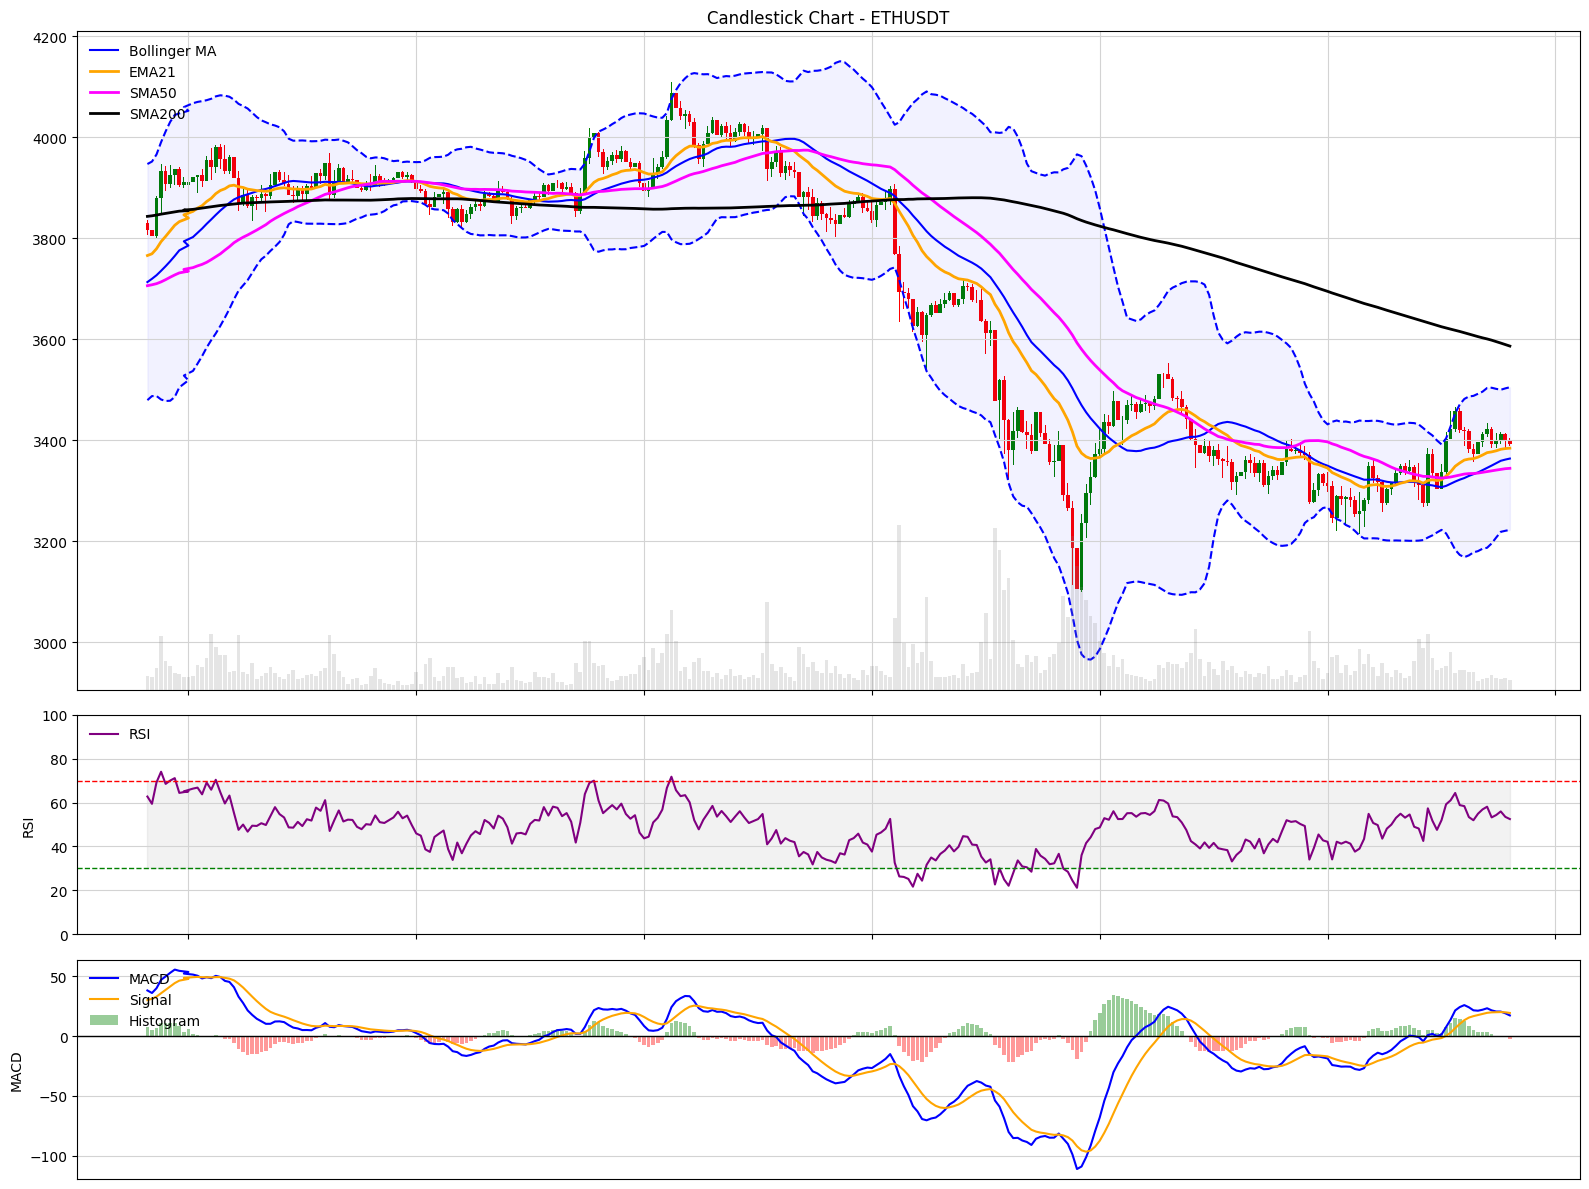 Candlestick Chart - ETHUSDT
4200
4000
3800
3600
3400
3200
3000
Bollinger MA
EMA21
SMA50
SMA200
100
80
60
40
20
0
RSI
RSI
50
0
−50
−100
MACD
MACD
Signal
Histogram